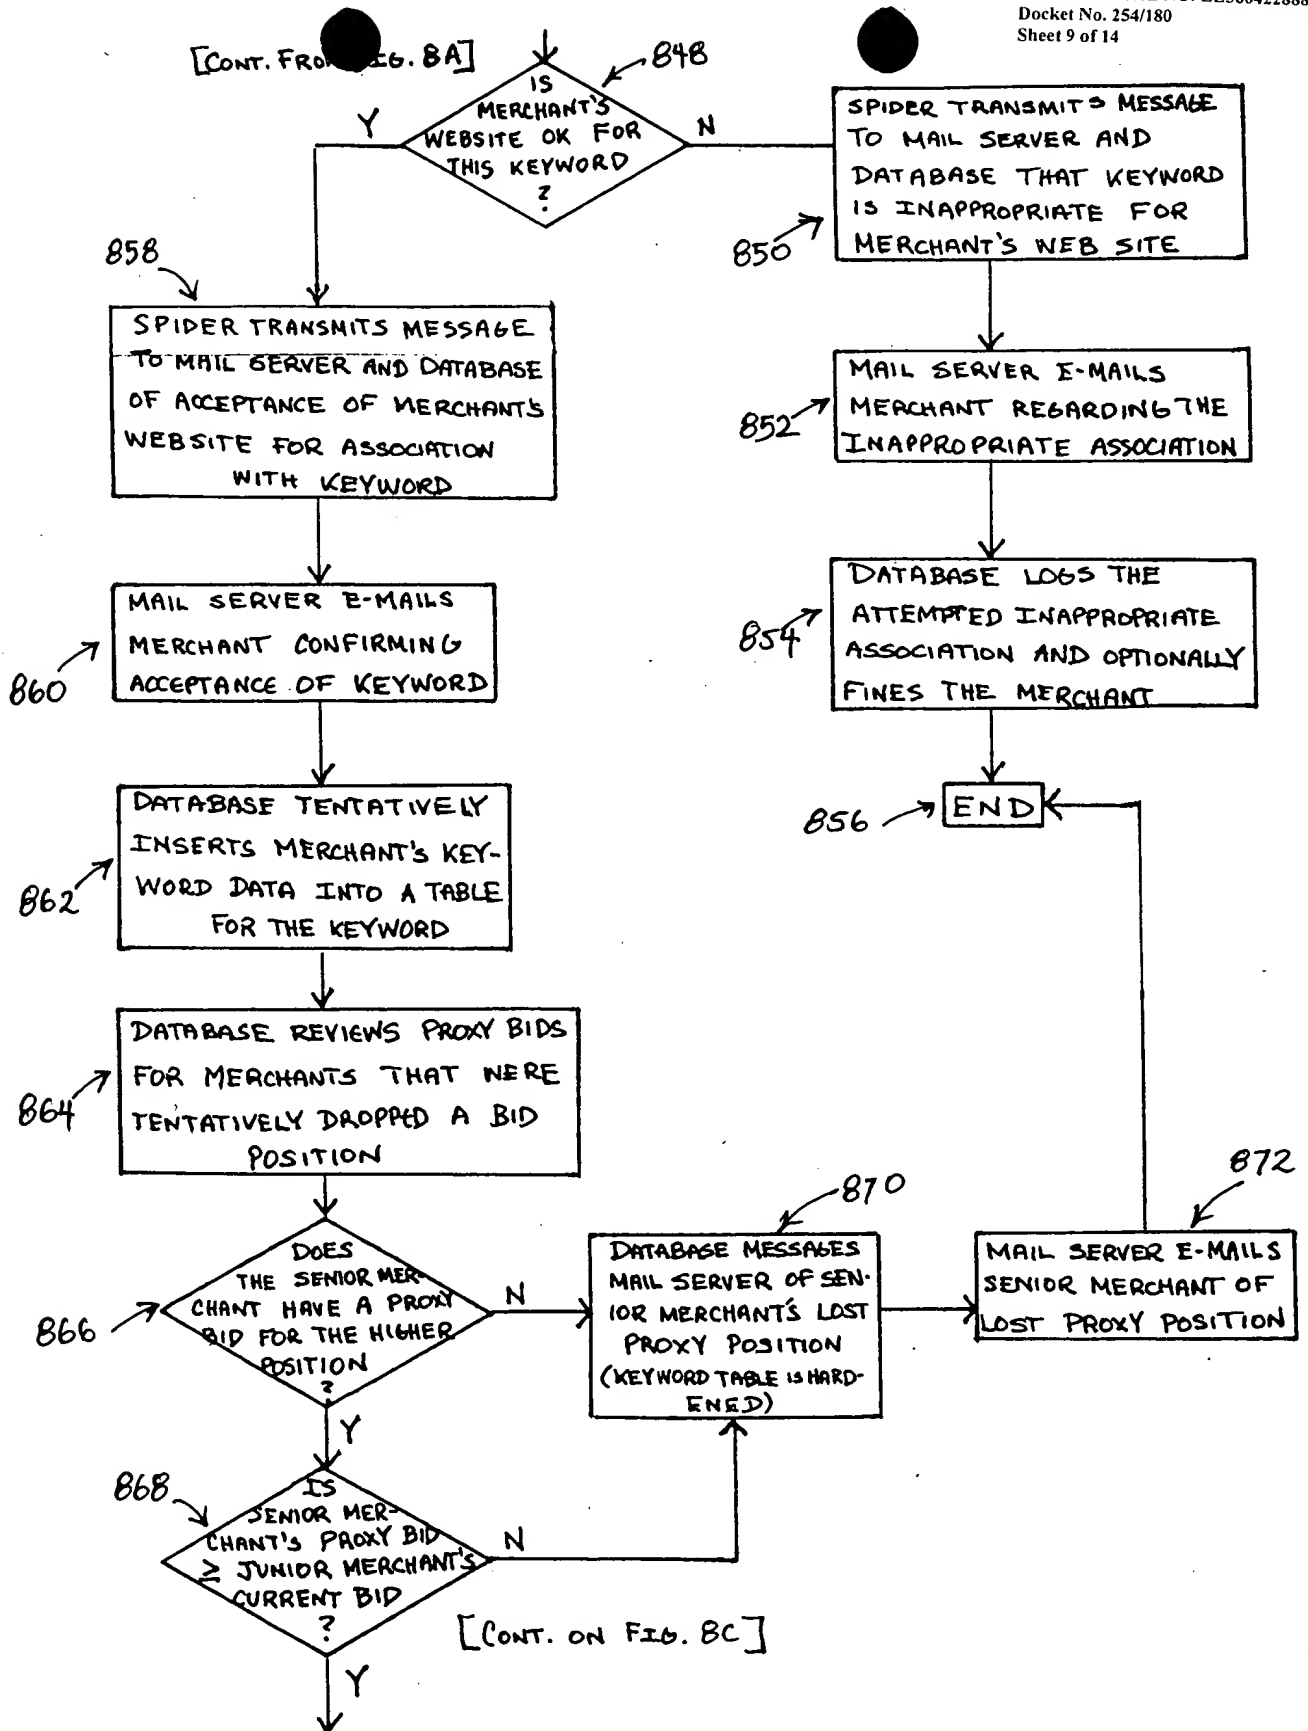 Docket No. 254/180
Sheet 9 of 14
[CONT. FROM FIG. 8A]
848
IS
MERCHANT'S
WEBSITE OK FOR
THIS KEYWORD
?
Y
N
SPIDER TRANSMITS MESSAGE
TO MAIL SERVER AND
DATABASE THAT KEYWORD
IS INAPPROPRIATE FOR
MERCHANT'S WEB SITE
850
858
SPIDER TRANSMITS MESSAGE
TO MAIL SERVER AND DATABASE
OF ACCEPTANCE OF MERCHANT'S
WEBSITE FOR ASSOCIATION
WITH KEYWORD
MAIL SERVER E-MAILS
MERCHANT REGARDING THE
INAPPROPRIATE ASSOCIATION
852
MAIL SERVER E-MAILS
MERCHANT CONFIRMING
ACCEPTANCE OF KEYWORD
860
DATABASE LOGS THE
ATTEMPTED INAPPROPRIATE
ASSOCIATION AND OPTIONALLY
FINES THE MERCHANT
854
DATABASE TENTATIVELY
INSERTS MERCHANT'S KEY-
WORD DATA INTO A TABLE
FOR THE KEYWORD
862
END
856
DATABASE REVIEWS PROXY BIDS
FOR MERCHANTS THAT WERE
TENTATIVELY DROPPED A BID
POSITION
864
DOES
THE SENIOR MER-
CHANT HAVE A PROXY
BID FOR THE HIGHER
POSITION
?
866
N
Y
870
DATABASE MESSAGES
MAIL SERVER OF SEN-
IOR MERCHANT'S LOST
PROXY POSITION
(KEYWORD TABLE IS HARD-
ENED)
872
MAIL SERVER E-MAILS
SENIOR MERCHANT OF
LOST PROXY POSITION
868
IS
SENIOR MER-
CHANT'S PROXY BID
≥ JUNIOR MERCHANT'S
CURRENT BID
?
N
Y
[CONT. ON FIG. 8C]